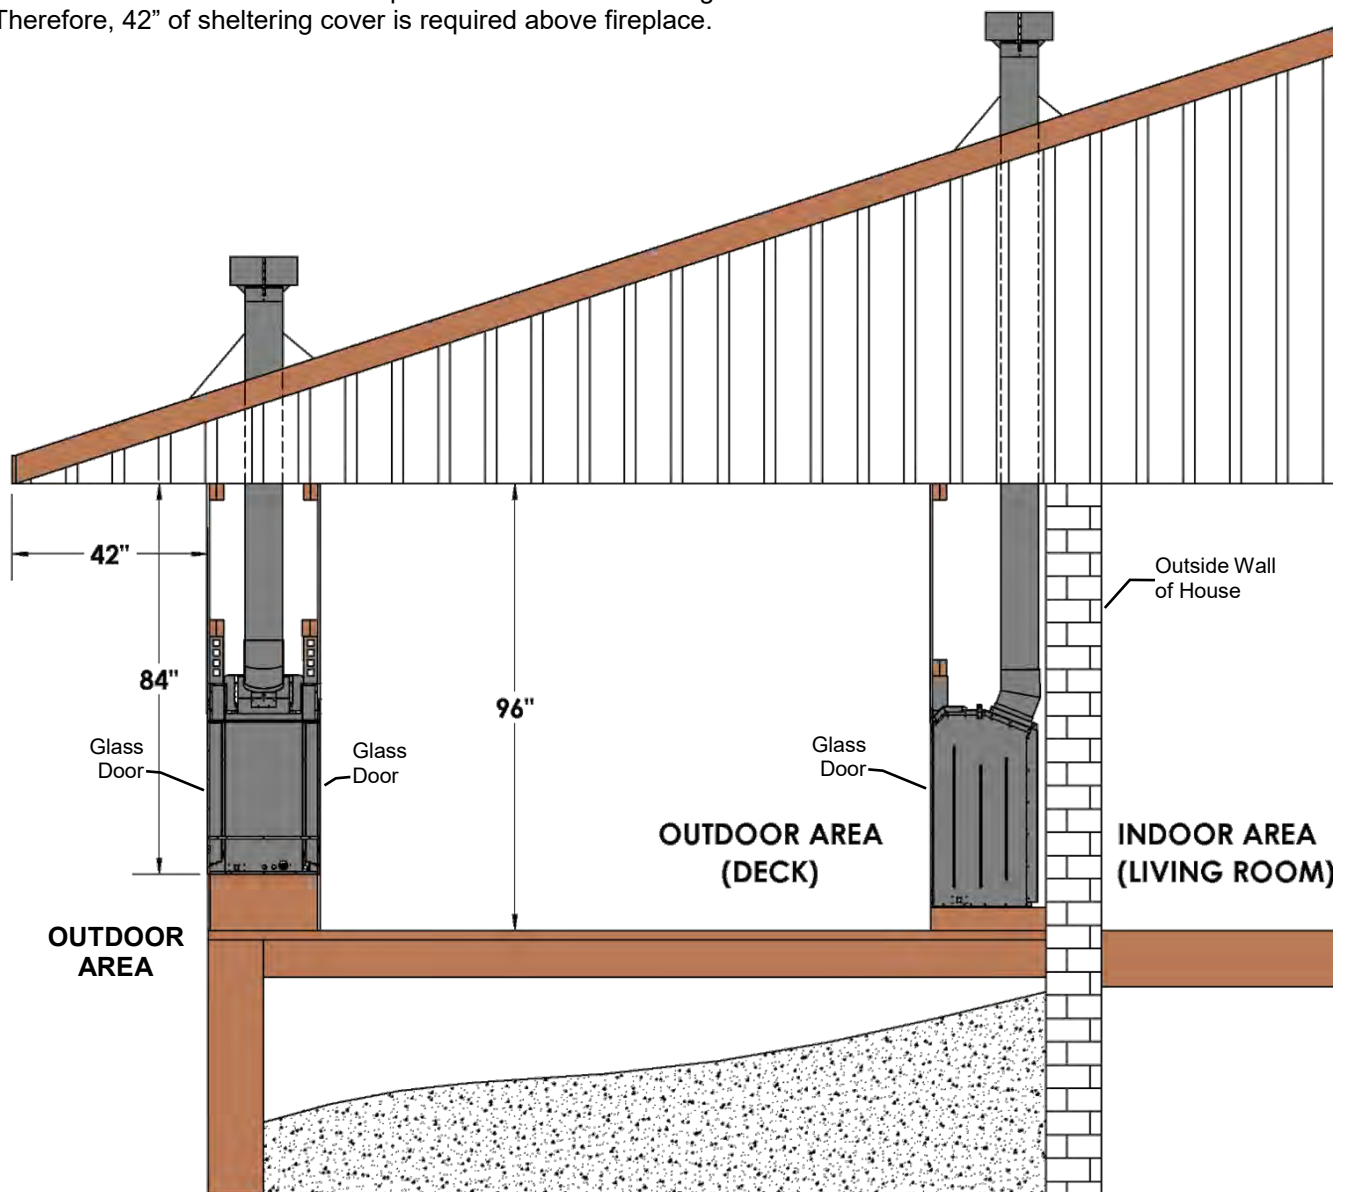 Therefore, 42” of sheltering cover is required above fireplace.
42"
Outside Wall
of House
84"
96"
Glass
Door
Glass
Door
Glass
Door
OUTDOOR AREA
(DECK)
INDOOR AREA
(LIVING ROOM)
OUTDOOR
AREA